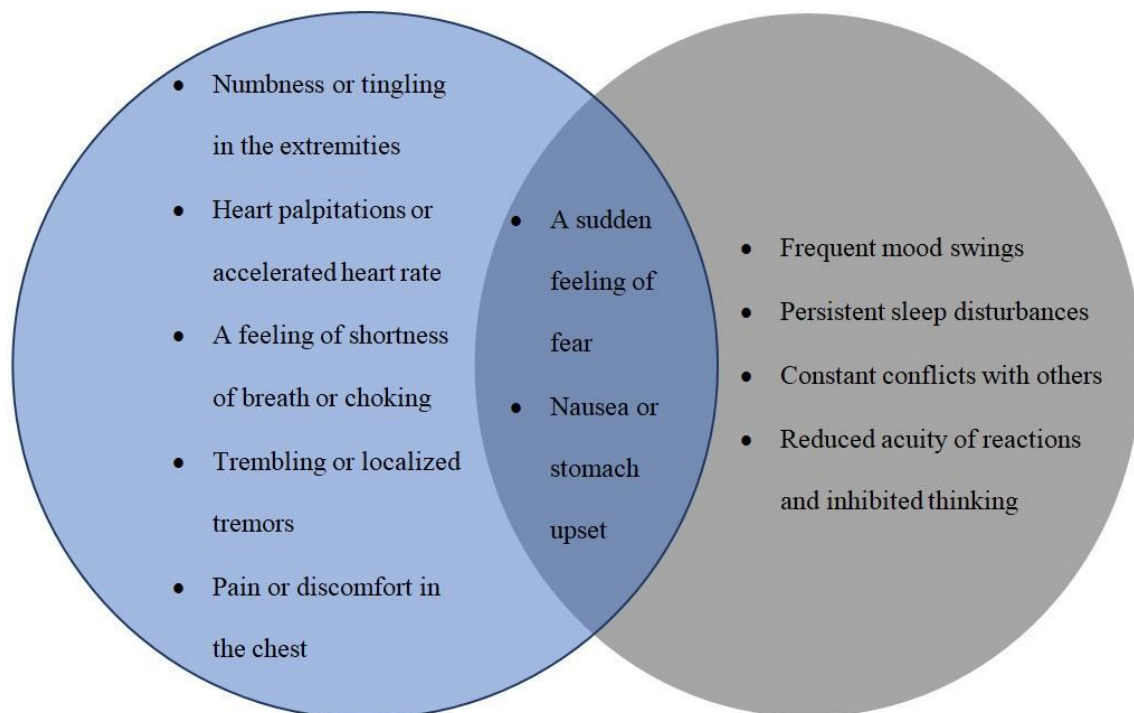 • Numbness or tingling
in the extremities
• Heart palpitations or
accelerated heart rate
• A feeling of shortness
of breath or choking
• Trembling or localized
tremors
• Pain or discomfort in
the chest
• A sudden
feeling of
fear
• Nausea or
stomach
upset
• Frequent mood swings
• Persistent sleep disturbances
• Constant conflicts with others
• Reduced acuity of reactions
and inhibited thinking